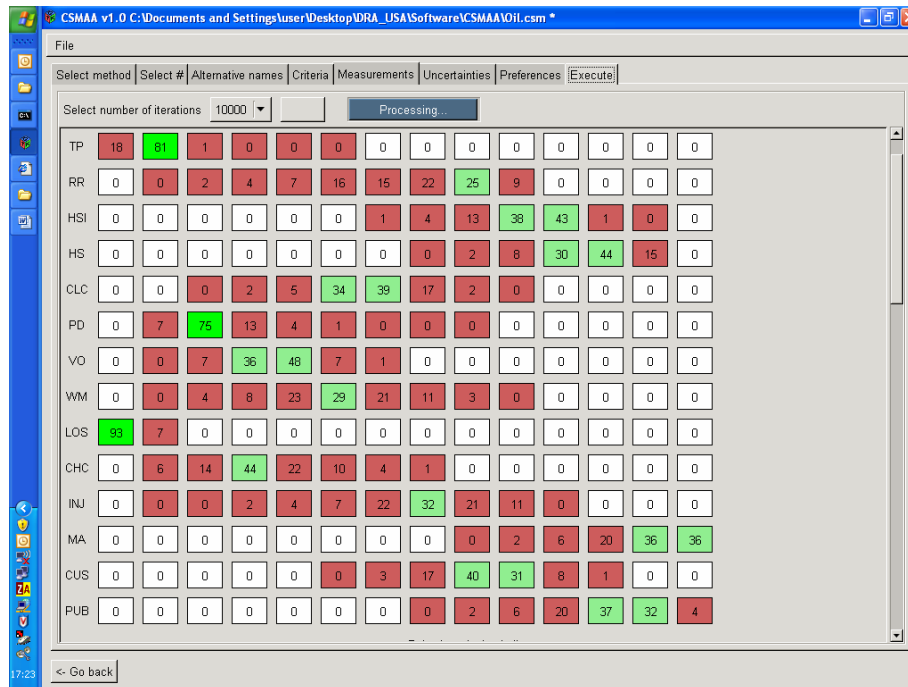 CSMAA v1.0 C:\Documents and Settings\user\Desktop\DRA_USA\Software\CSMAA\Oil.csm *
File
Select method Select # Alternative names Criteria Measurements Uncertainties Preferences Execute
Select number of iterations 10000 Processing...
TP 18 81 1 0 0 0 0 0 0 0 0 0 0 0
RR 0 0 2 4 7 16 15 22 25 9 0 0 0 0
HSI 0 0 0 0 0 0 1 4 13 38 43 1 0 0
HS 0 0 0 0 0 0 0 0 2 8 30 44 15 0
CLC 0 0 0 2 5 34 39 17 2 0 0 0 0 0
PD 0 7 75 13 4 1 0 0 0 0 0 0 0 0
VO 0 0 7 36 48 7 1 0 0 0 0 0 0 0
WM 0 0 4 8 23 29 21 11 3 0 0 0 0 0
LOS 93 7 0 0 0 0 0 0 0 0 0 0 0 0
CHC 0 6 14 44 22 10 4 1 0 0 0 0 0 0
INJ 0 0 0 2 4 7 22 32 21 11 0 0 0 0
MA 0 0 0 0 0 0 0 0 0 2 6 20 36 36
CUS 0 0 0 0 0 0 3 17 40 31 8 1 0 0
PUB 0 0 0 0 0 0 0 0 2 6 20 37 32 4
<- Go back
17:23